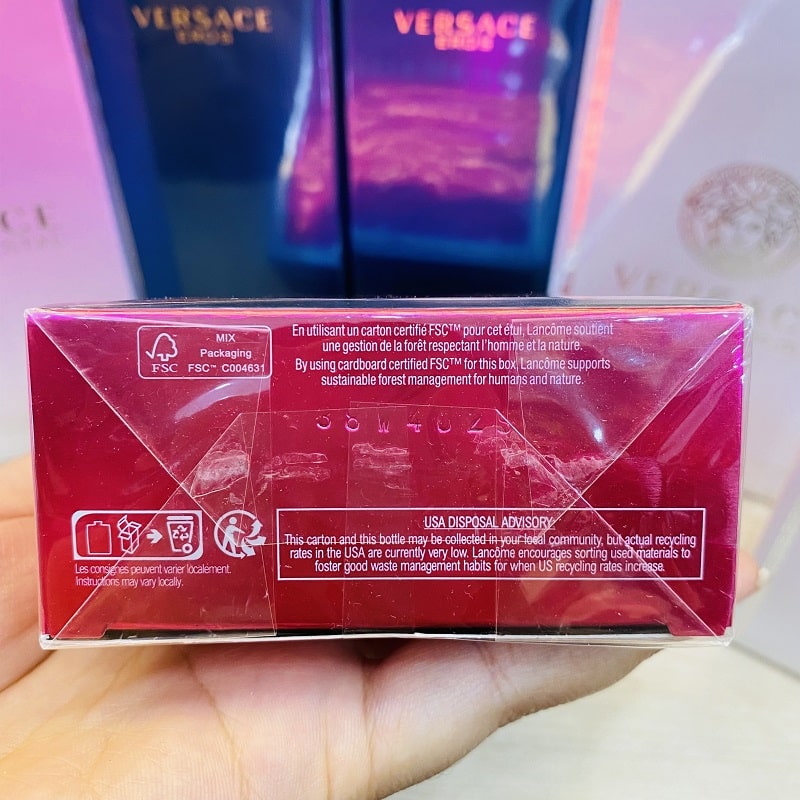 VERSACE
EROS
VERSACE
EROS
VERSACE
MIX
Packaging
FSC™ C004631
FSC
En utilisant un carton certifié FSC™ pour cet étui, Lancôme soutient
une gestion de la forêt respectant l'homme et la nature.
By using cardboard certified FSC™ for this box, Lancôme supports
sustainable forest management for humans and nature.
Les consignes peuvent varier localement.
Instructions may vary locally.
USA DISPOSAL ADVISORY:
This carton and this bottle may be collected in your local community, but actual recycling
rates in the USA are currently very low. Lancôme encourages sorting used materials to
foster good waste management habits for when US recycling rates increase.